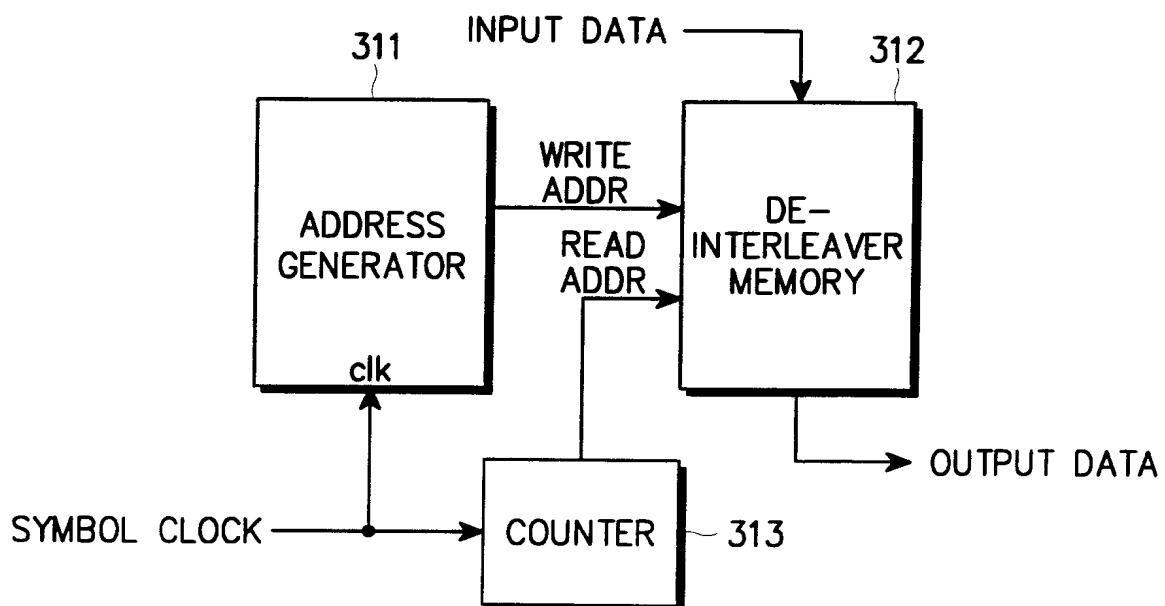 INPUT DATA
311
312
WRITE
ADDR
ADDRESS
GENERATOR
DE-
INTERLEAVER
MEMORY
READ
ADDR
clk
OUTPUT DATA
SYMBOL CLOCK
COUNTER
313